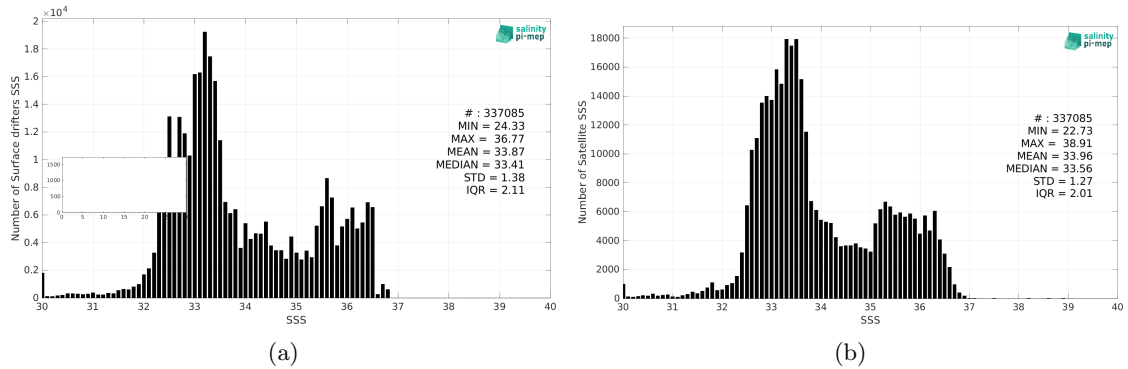 2 ×10⁴
1.8
1.6
1.4
1.2
1
0.8
0.6
0.4
0.2
0
Number of Surface drifters SSS
1500
1000
500
0
0 5 10 15 20 25
30 31 32 33 34 35 36 37 38 39 40
SSS
salinity
pi-mep
# : 337085
MIN = 24.33
MAX = 36.77
MEAN = 33.87
MEDIAN = 33.41
STD = 1.38
IQR = 2.11
(a)
18000
16000
14000
12000
10000
8000
6000
4000
2000
0
Number of Satellite SSS
30 31 32 33 34 35 36 37 38 39 40
SSS
salinity
pi-mep
# : 337085
MIN = 22.73
MAX = 38.91
MEAN = 33.96
MEDIAN = 33.56
STD = 1.27
IQR = 2.01
(b)